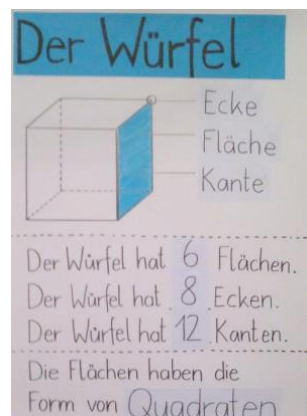 Der Würfel
Ecke
Fläche
Kante
Der Würfel hat 6 Flächen.
Der Würfel hat 8 Ecken.
Der Würfel hat 12 Kanten.
Die Flächen haben die
Form von Quadraten